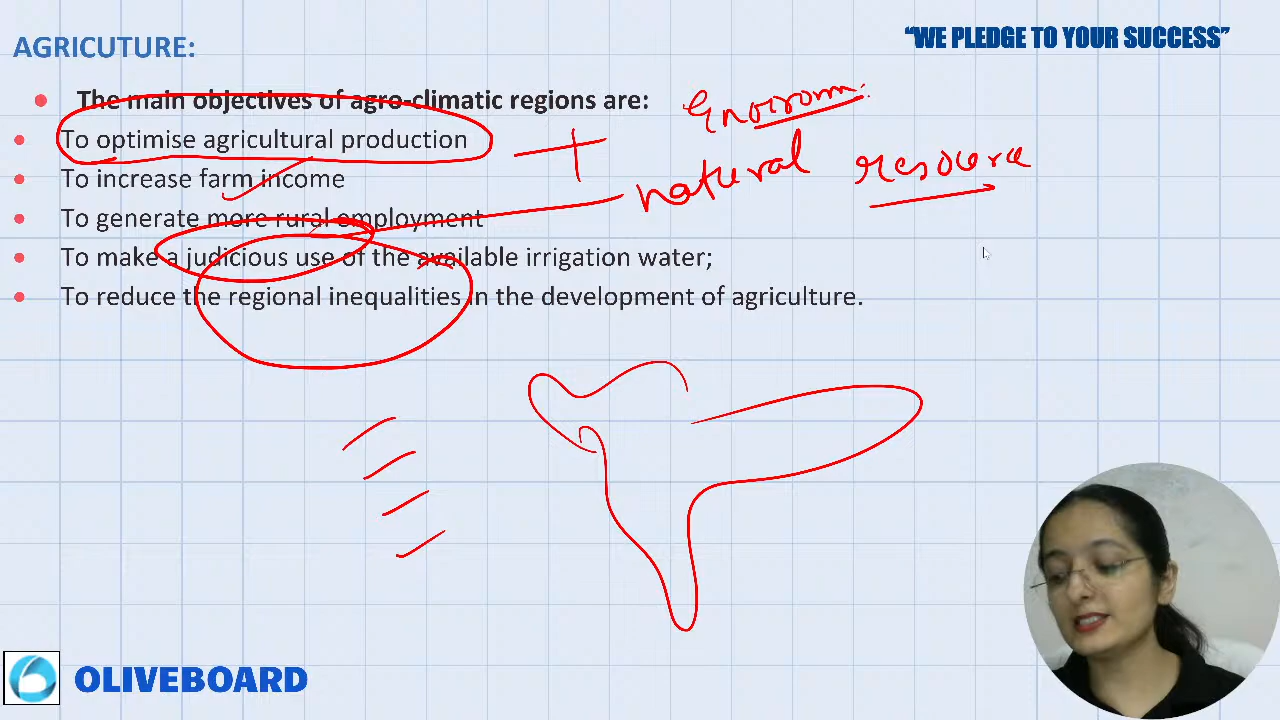 AGRICUTURE:
“WE PLEDGE TO YOUR SUCCESS”
The main objectives of agro-climatic regions are:
To optimise agricultural production
To increase farm income
To generate more rural employment
To make a judicious use of the available irrigation water;
To reduce the regional inequalities in the development of agriculture.
+
natural resource
OLIVEBOARD